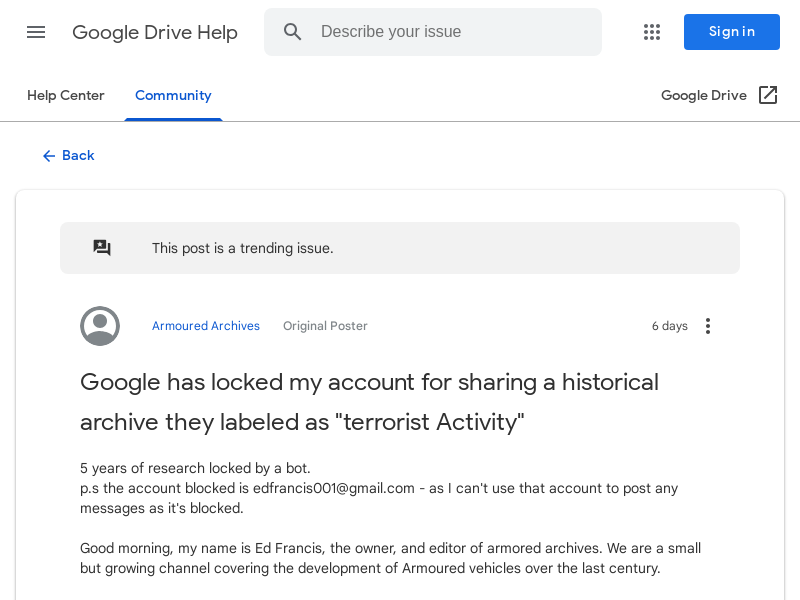 Google Drive Help
Describe your issue
Sign in
Help Center
Community
Google Drive
Back
This post is a trending issue.
Armoured Archives
Original Poster
6 days
Google has locked my account for sharing a historical
archive they labeled as "terrorist Activity"
5 years of research locked by a bot.
p.s the account blocked is edfrancis001@gmail.com - as I can't use that account to post any
messages as it's blocked.
Good morning, my name is Ed Francis, the owner, and editor of armored archives. We are a small
but growing channel covering the development of Armoured vehicles over the last century.